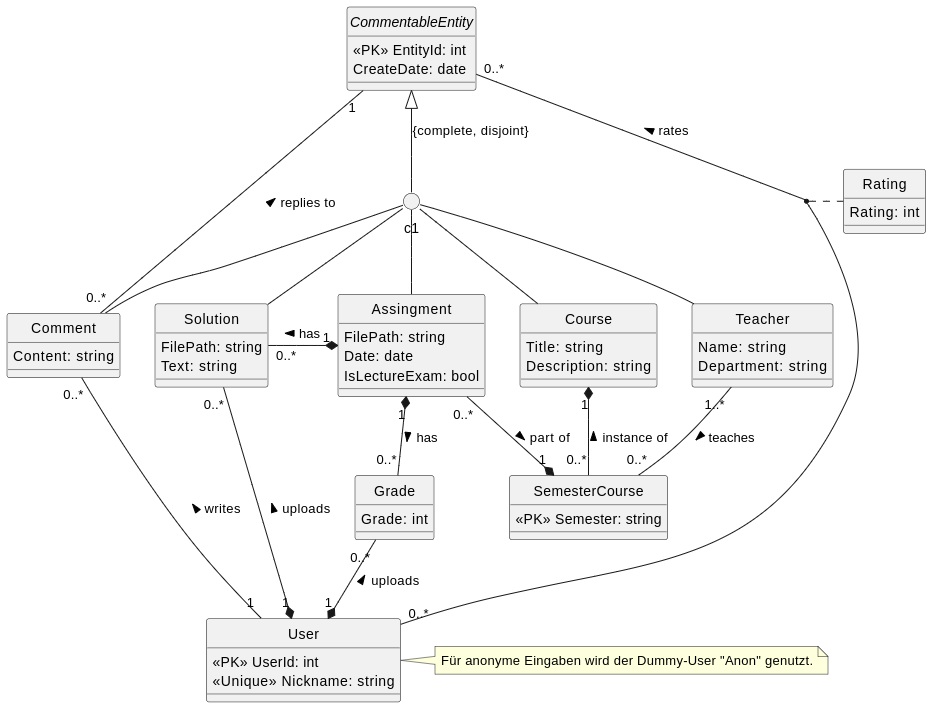 CommentableEntity
«PK» EntityId: int
CreateDate: date
0..*
1
{complete, disjoint}
rates
Rating
Rating: int
replies to
c1
0..*
Comment
Content: string
Solution
FilePath: string
Text: string
has
1
0..*
Assingment
FilePath: string
Date: date
IsLectureExam: bool
Course
Title: string
Description: string
Teacher
Name: string
Department: string
0..*
0..*
1
0..*
1
1..*
has
part of
instance of
teaches
0..*
1
0..*
0..*
Grade
Grade: int
SemesterCourse
«PK» Semester: string
writes
uploads
0..*
uploads
1
1
1
0..*
User
«PK» UserId: int
«Unique» Nickname: string
Für anonyme Eingaben wird der Dummy-User "Anon" genutzt.